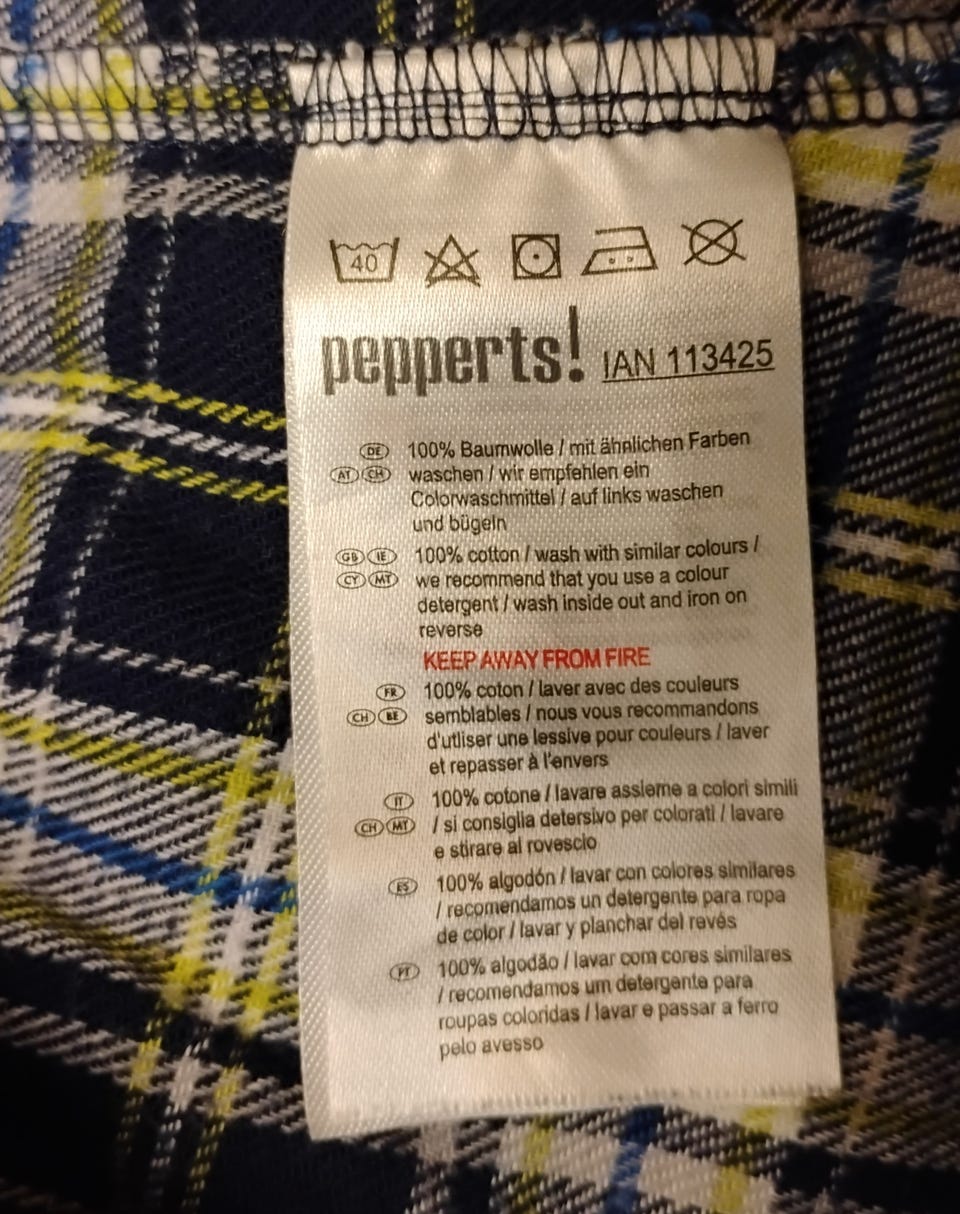 40
pepperts! IAN 113425
DE 100% Baumwolle / mit ähnlichen Farben
AT CH waschen / wir empfehlen ein
Colorwaschmittel / auf links waschen
und bügeln
GB IE 100% cotton / wash with similar colours /
CY MT we recommend that you use a colour
detergent / wash inside out and iron on
reverse
KEEP AWAY FROM FIRE
FR 100% coton / laver avec des couleurs
CH BE semblables / nous vous recommandons
d'utliser une lessive pour couleurs / laver
et repasser à l'envers
IT 100% cotone / lavare assieme a colori simili
CH MT / si consiglia detersivo per colorati / lavare
e stirare al rovescio
ES 100% algodón / lavar con colores similares
/ recomendamos un detergente para ropa
de color / lavar y planchar del revés
PT 100% algodão / lavar com cores similares
/ recomendamos um detergente para
roupas coloridas / lavar e passar a ferro
pelo avesso